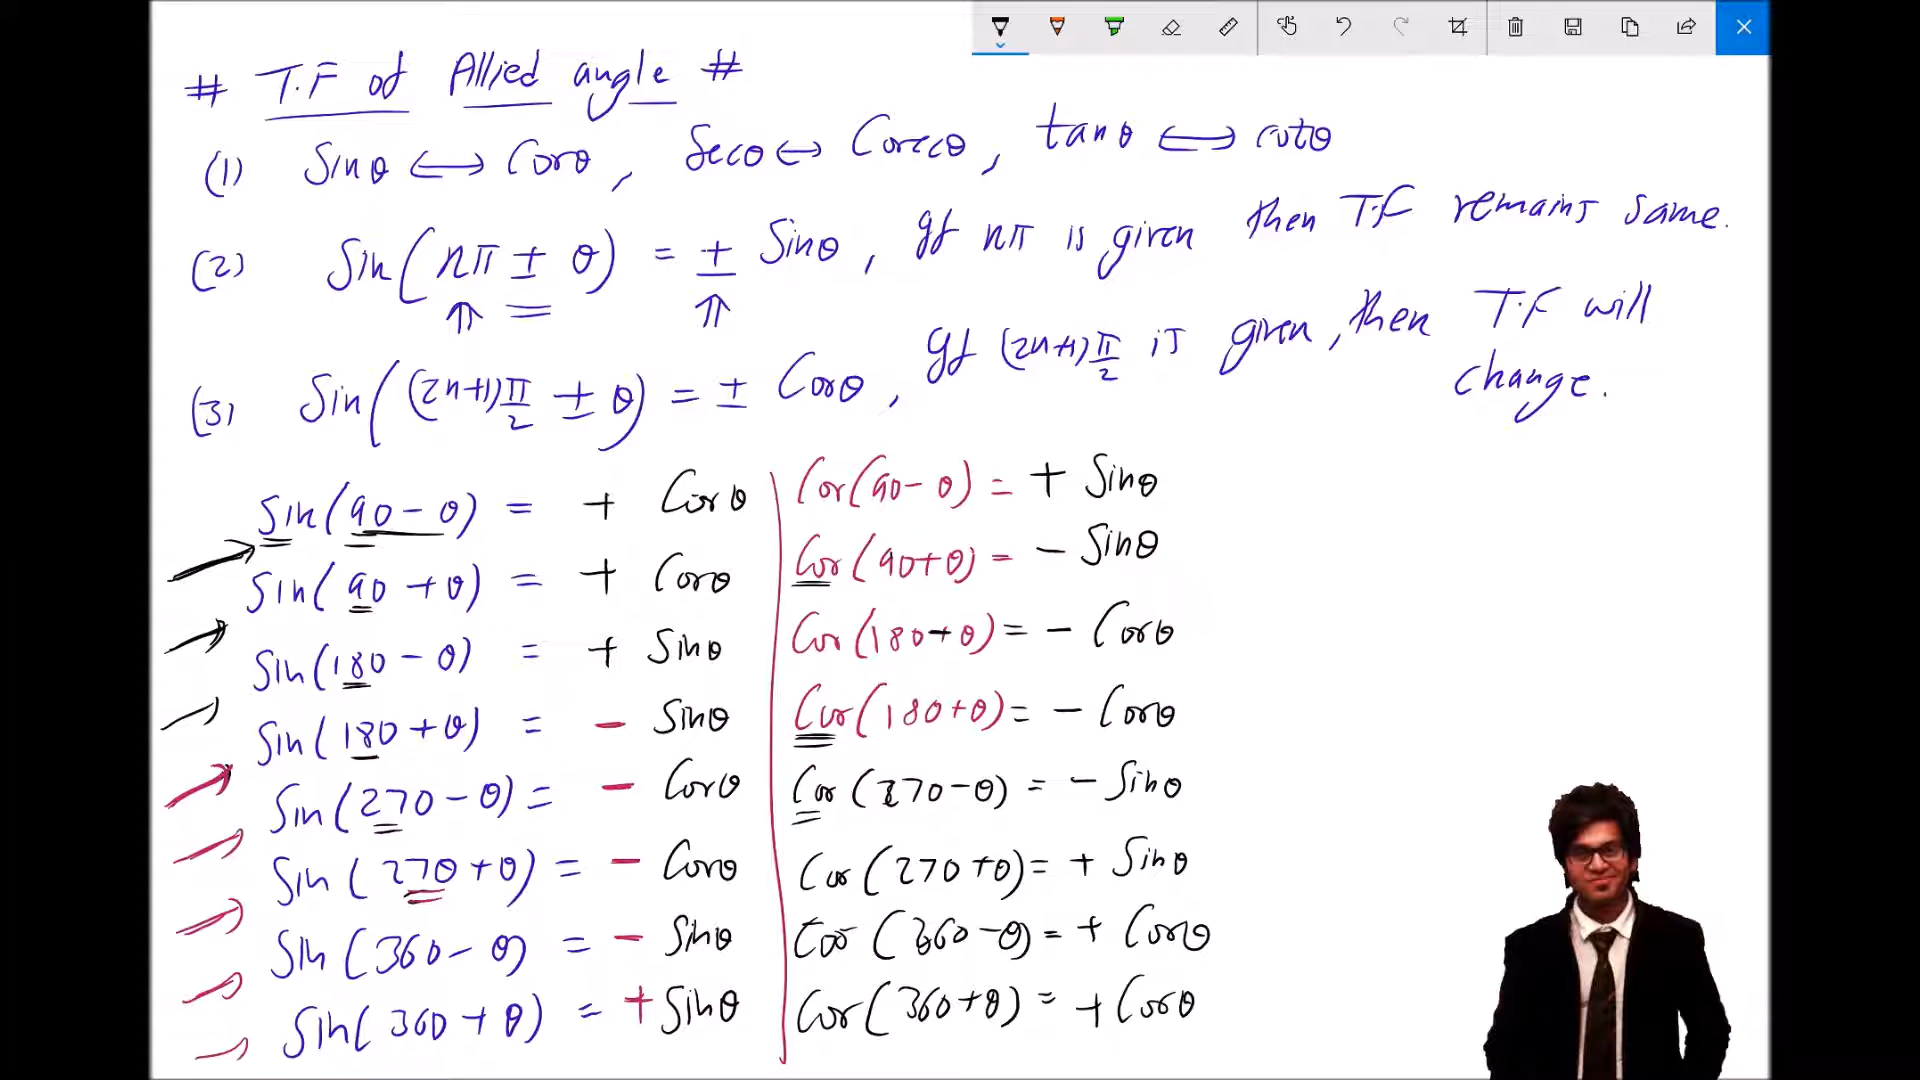 # T.F of Allied angle #
(1) Sinθ ⟷ Cosθ , Secθ ↔ Cosecθ , tanθ ⟷ cotθ
(2) Sin(nπ ± θ) = ± Sinθ , If nπ is given then T.F remains same.
(3) Sin((2n+1)π/2 ± θ) = ± Cosθ , If (2n+1)π/2 is given, then T.F will change.
Sin(90 - θ) = + Cosθ
Sin(90 + θ) = + Cosθ
Sin(180 - θ) = + Sinθ
Sin(180 + θ) = - Sinθ
Sin(270 - θ) = - Cosθ
Sin(270 + θ) = - Cosθ
Sin(360 - θ) = - Sinθ
Sin(360 + θ) = + Sinθ
Cos(90 - θ) = + Sinθ
Cos(90 + θ) = - Sinθ
Cos(180 + θ) = - Cosθ
Cos(180 + θ) = - Cosθ
Cos(270 - θ) = - Sinθ
Cos(270 + θ) = + Sinθ
Cos(360 - θ) = + Cosθ
Cos(360 + θ) = + Cosθ